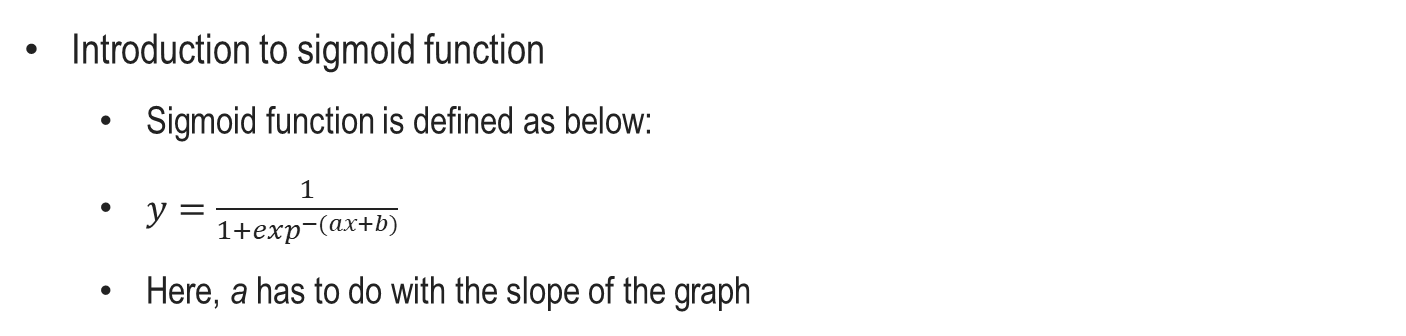 • Introduction to sigmoid function
• Sigmoid function is defined as below:
• y = \frac{1}{1+exp^{-(ax+b)}}
• Here, a has to do with the slope of the graph